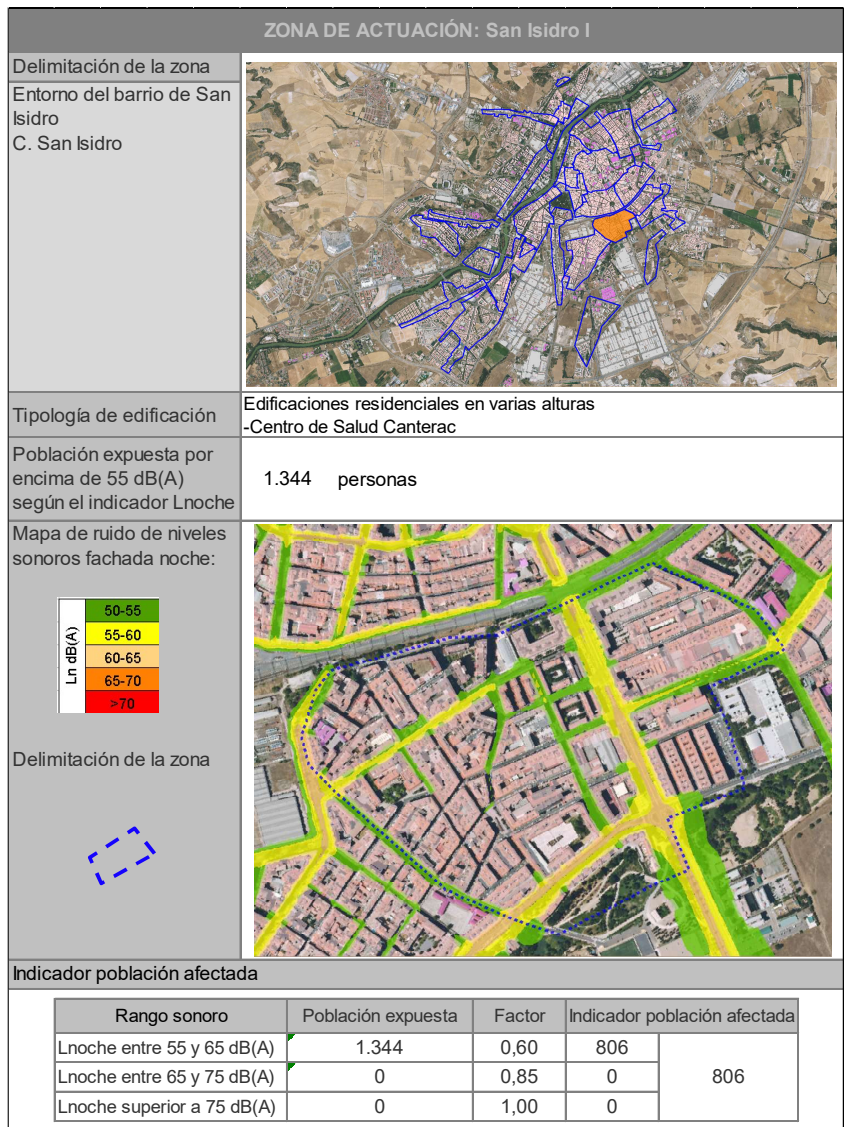 ZONA DE ACTUACIÓN: San Isidro I
Delimitación de la zona
Entorno del barrio de San
Isidro
C. San Isidro
Tipología de edificación
Edificaciones residenciales en varias alturas
-Centro de Salud Canterac
Población expuesta por
encima de 55 dB(A)
según el indicador Lnoche
1.344 personas
Mapa de ruido de niveles
sonoros fachada noche:
Ln dB(A)
50-55
55-60
60-65
65-70
>70
Delimitación de la zona
Indicador población afectada
Rango sonoro Población expuesta Factor Indicador población afectada
Lnoche entre 55 y 65 dB(A) 1.344 0,60 806
Lnoche entre 65 y 75 dB(A) 0 0,85 0 806
Lnoche superior a 75 dB(A) 0 1,00 0